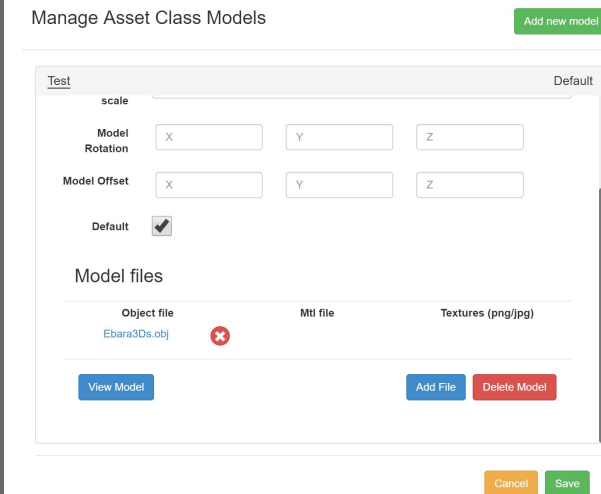 Manage Asset Class Models
Add new model
Test Default
scale
Model
Rotation
X Y Z
Model Offset
X Y Z
Default
Model files
Object file Mtl file Textures (png/jpg)
Ebara3Ds.obj
View Model Add File Delete Model
Cancel Save